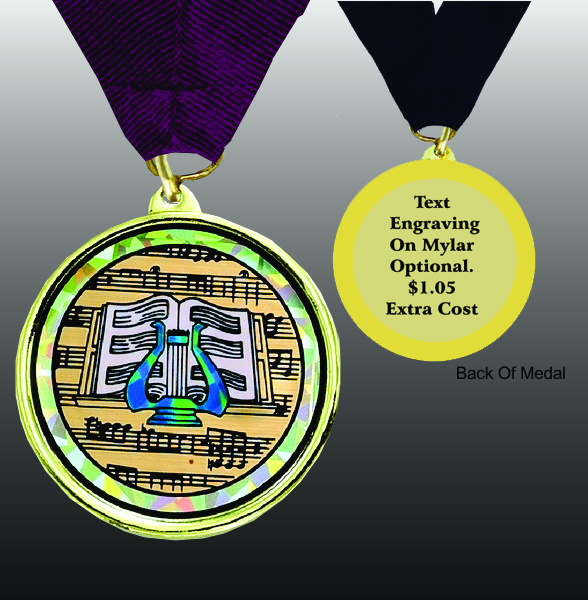 Text
Engraving
On Mylar
Optional.
$1.05
Extra Cost
Back Of Medal